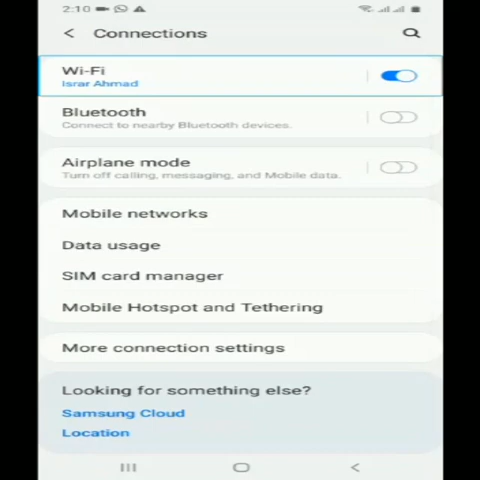 2:10
Connections
Wi-Fi
Israr Ahmad
Bluetooth
Connect to nearby Bluetooth devices.
Airplane mode
Turn off calling, messaging, and Mobile data.
Mobile networks
Data usage
SIM card manager
Mobile Hotspot and Tethering
More connection settings
Looking for something else?
Samsung Cloud
Location